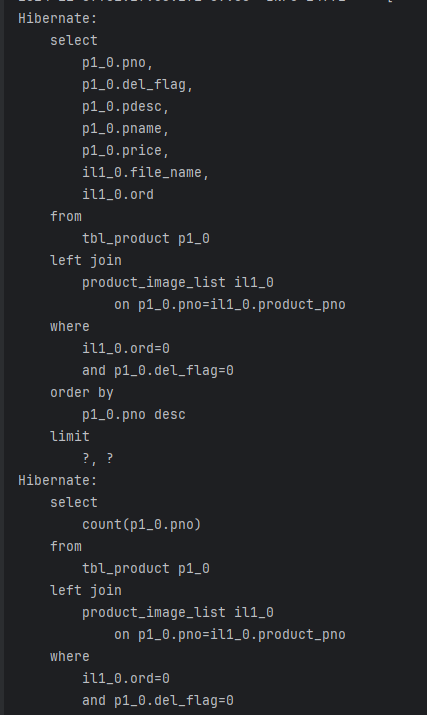 Hibernate:
    select
        p1_0.pno,
        p1_0.del_flag,
        p1_0.pdesc,
        p1_0.pname,
        p1_0.price,
        il1_0.file_name,
        il1_0.ord
    from
        tbl_product p1_0
    left join
        product_image_list il1_0
            on p1_0.pno=il1_0.product_pno
    where
        il1_0.ord=0
        and p1_0.del_flag=0
    order by
        p1_0.pno desc
    limit
        ?, ?
Hibernate:
    select
        count(p1_0.pno)
    from
        tbl_product p1_0
    left join
        product_image_list il1_0
            on p1_0.pno=il1_0.product_pno
    where
        il1_0.ord=0
        and p1_0.del_flag=0